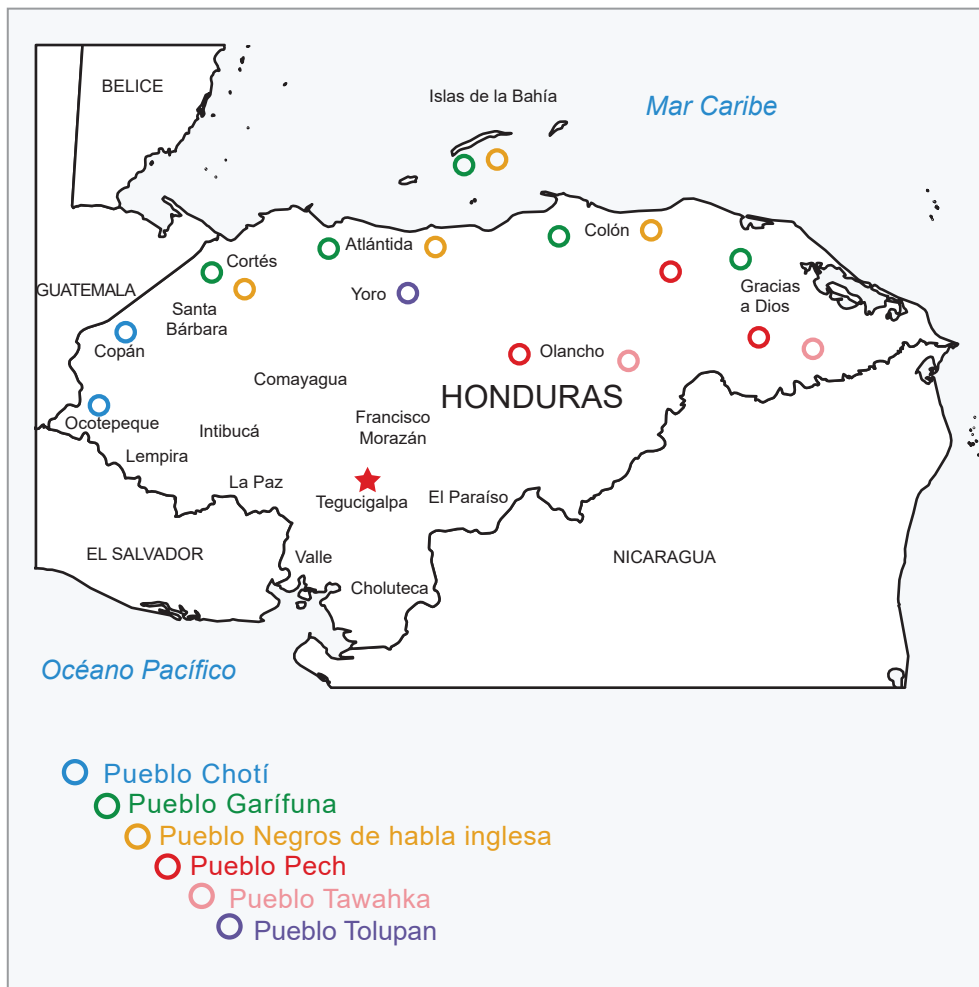 BELICE
Islas de la Bahía
Mar Caribe
Colón
Atlántida
Cortés
GUATEMALA
Yoro
Gracias
a Dios
Santa
Bárbara
Copán
Olancho
Comayagua
HONDURAS
Ocotepeque
Francisco
Morazán
Intibucá
Lempira
La Paz
Tegucigalpa
El Paraíso
EL SALVADOR
Valle
NICARAGUA
Choluteca
Océano Pacífico
Pueblo Chotí
Pueblo Garífuna
Pueblo Negros de habla inglesa
Pueblo Pech
Pueblo Tawahka
Pueblo Tolupan